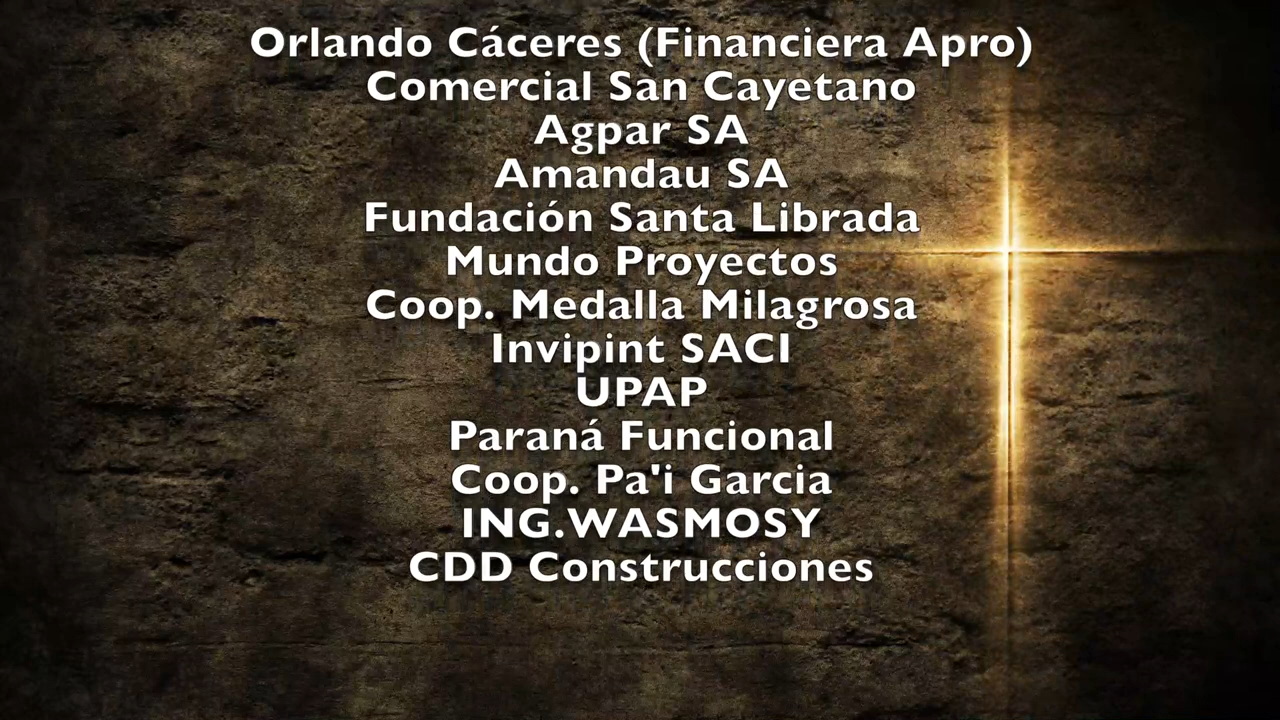 Orlando Cáceres (Financiera Apro)
Comercial San Cayetano
Agpar SA
Amandau SA
Fundación Santa Librada
Mundo Proyectos
Coop. Medalla Milagrosa
Invipint SACI
UPAP
Paraná Funcional
Coop. Pa'i Garcia
ING.WASMOSY
CDD Construcciones